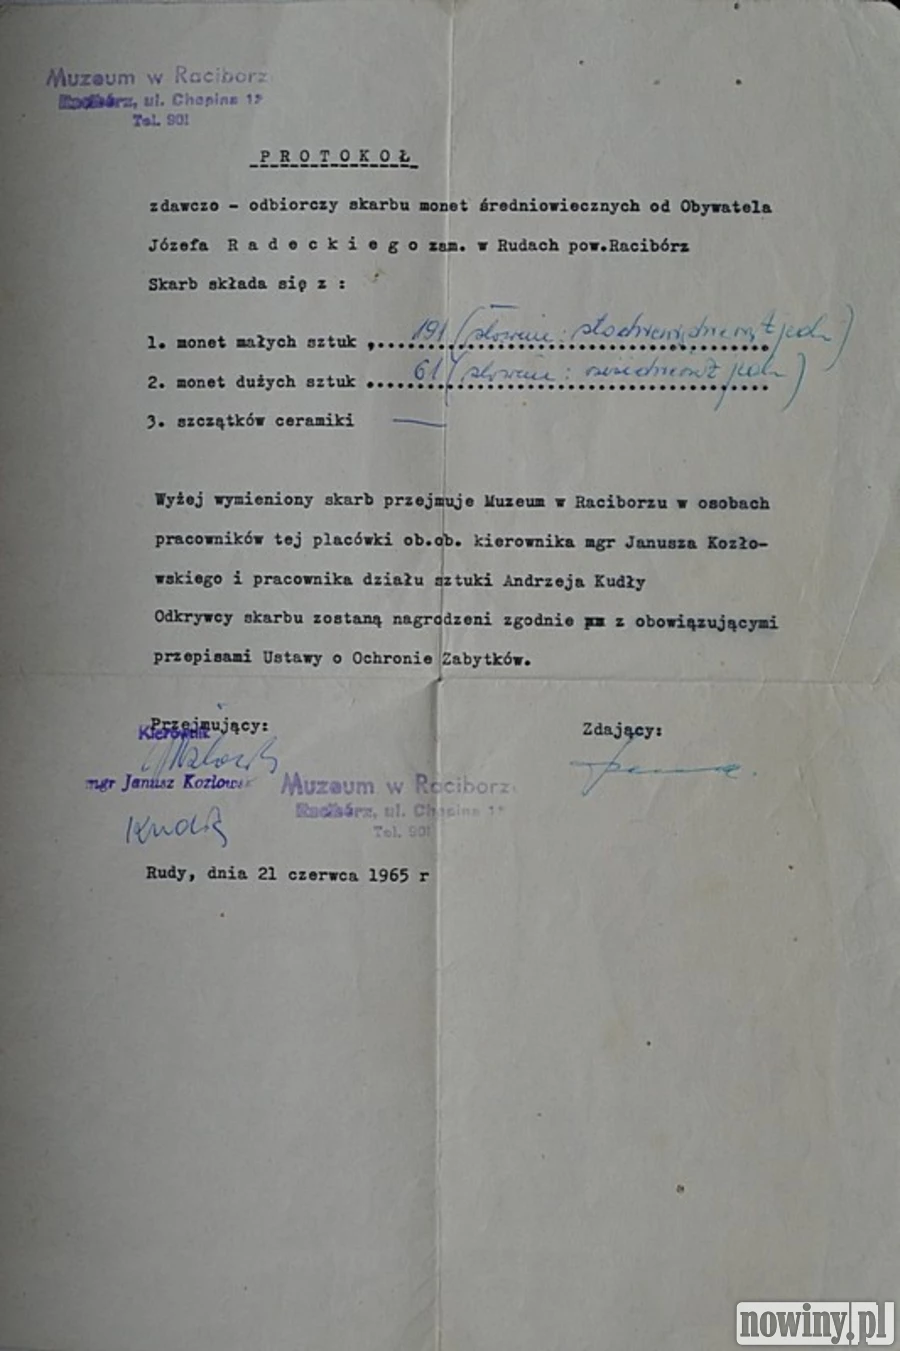 Muzeum w Raciborz
Racibórz, ul. Chopina 12
Tel. 901
PROTOKOŁ
zdawczo - odbiorczy skarbu monet średniowiecznych od Obywatela
Józefa R a d e c k i e g o zam. w Rudach pow.Racibórz
Skarb składa się z :
1. monet małych sztuk 191 (słownie: stodziewięćdziesiąt jeden)
2. monet dużych sztuk 61 (słownie: sześćdziesiąt jeden)
3. szczątków ceramiki —
Wyżej wymieniony skarb przejmuje Muzeum w Raciborzu w osobach
pracowników tej placówki ob.ob. kierownika mgr Janusza Kozło-
wskiego i pracownika działu sztuki Andrzeja Kudły
Odkrywcy skarbu zostaną nagrodzeni zgodnie z obowiązującymi
przepisami Ustawy o Ochronie Zabytków.
Przejmujący: Zdający:
Kierownik
mgr Janusz Kozlowsk
Muzeum w Raciborz
Racibórz, ul. Chopina 12
Tel. 901
Kudła
Rudy, dnia 21 czerwca 1965 r
nowiny.pl